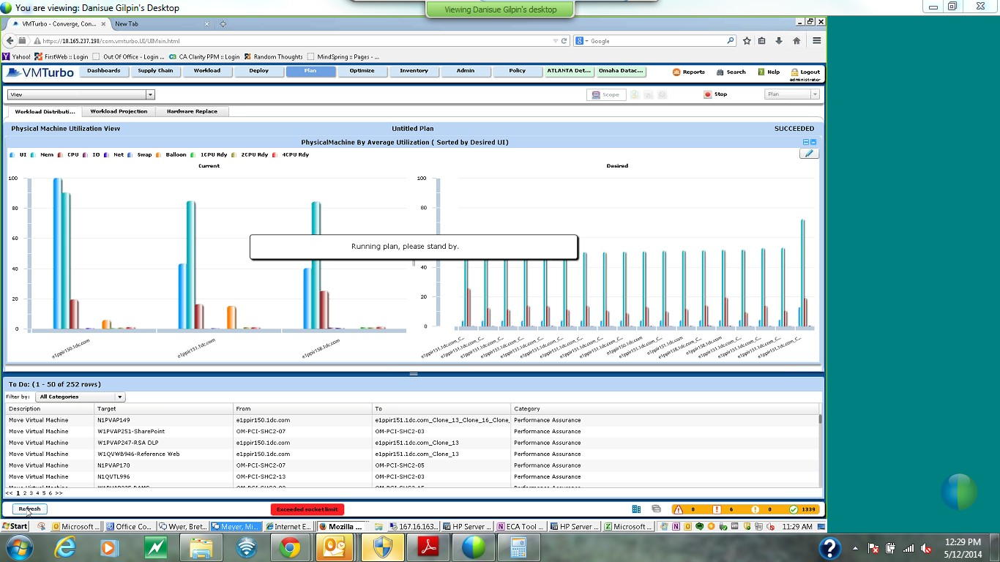 You are viewing: Danisue Gilpin's Desktop
Viewing Danisue Gilpin's desktop
VMTurbo - Converge, Con...
New Tab
https://10.165.237.198/com.vmturbo.UI/UIMain.html
Google
Yahoo! FirstWeb :: Login Out Of Office - Login ... CA Clarity PPM :: Login Random Thoughts MindSpring :: Pages - ...
VMTurbo Dashboards Supply Chain Workload Deploy Plan Optimize Inventory Admin Policy ATLANTA Det... Omaha Datac... Reports Search Help Logout
administrator
View Scope Stop Plan
Workload Distributi... Workload Projection Hardware Replace
Physical Machine Utilization View Untitled Plan SUCCEEDED
PhysicalMachine By Average Utilization ( Sorted by Desired UI)
UI Mem CPU IO Net Swap Balloon 1CPU Rdy 2CPU Rdy 4CPU Rdy
Current Desired
100 100
80 80
60
40 40
20 20
0 0
Running plan, please stand by.
e1ppir150.1dc.com e1ppir151.1dc.com e1ppir158.1dc.com
e1ppir151.1dc.com_C... e1ppir151.1dc.com_C... e1ppir151.1dc.com_C... e1ppir151.1dc.com_C... e1ppir151.1dc.com_C... e1ppir151.1dc.com_C... e1ppir151.1dc.com_C... e1ppir151.1dc.com_C... e1ppir151.1dc.com_C... e1ppir150.1dc.com e1ppir151.1dc.com_C... e1ppir151.1dc.com e1ppir158.1dc.com_C... e1ppir158.1dc.com e1ppir151.1dc.com_C... e1ppir151.1dc.com_C... e1ppir151.1dc.com_C... e1ppir151.1dc.com_C...
To Do: (1 - 50 of 252 rows)
Filter by: All Categories
Description Target From To Category
Move Virtual Machine N1PVAP149 e1ppir150.1dc.com e1ppir151.1dc.com_Clone_13_Clone_16_Clone_ Performance Assurance
Move Virtual Machine W1PVAP251-SharePoint OM-PCI-SHC2-07 OM-PCI-SHC2-03 Performance Assurance
Move Virtual Machine W1PVAP247-RSA DLP e1ppir150.1dc.com e1ppir151.1dc.com_Clone_13 Performance Assurance
Move Virtual Machine W1QVWB946-Reference Web e1ppir150.1dc.com e1ppir151.1dc.com_Clone_13 Performance Assurance
Move Virtual Machine N1PVAP170 OM-PCI-SHC2-07 OM-PCI-SHC2-05 Performance Assurance
Move Virtual Machine N1QVTL996 OM-PCI-SHC2-13 OM-PCI-SHC2-03 Performance Assurance
<< 1 2 3 4 5 6 >>
Refresh Exceeded socket limit 0 6 0 1339
Start Microsoft ... Office Co... Wyer, Bret... Meyer, Mi... Internet E... Mozilla ... 167.16.163... HP Server ... ECA Tool ... HP Server ... Microsoft ... 11:29 AM
12:29 PM
5/12/2014